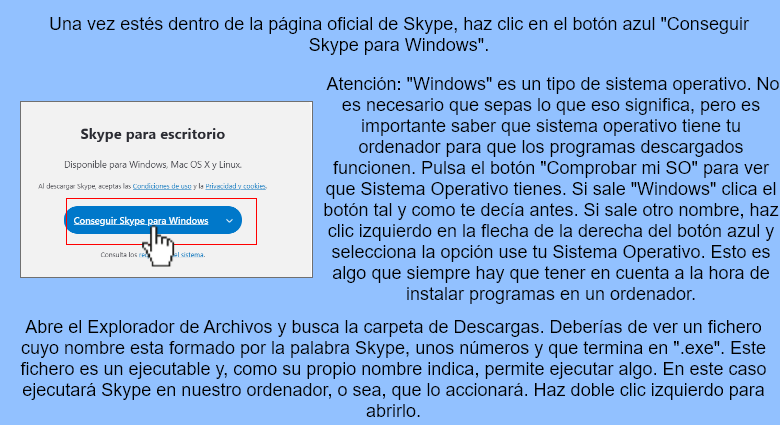 Una vez estés dentro de la página oficial de Skype, haz clic en el botón azul "Conseguir
Skype para Windows".
Skype para escritorio
Disponible para Windows, Mac OS X y Linux.
Al descargar Skype, aceptas las Condiciones de uso y la Privacidad y cookies.
Conseguir Skype para Windows
Consulta los re el sistema.
Atención: "Windows" es un tipo de sistema operativo. No
es necesario que sepas lo que eso significa, pero es
importante saber que sistema operativo tiene tu
ordenador para que los programas descargados
funcionen. Pulsa el botón "Comprobar mi SO" para ver
que Sistema Operativo tienes. Si sale "Windows" clica el
botón tal y como te decía antes. Si sale otro nombre, haz
clic izquierdo en la flecha de la derecha del botón azul y
selecciona la opción use tu Sistema Operativo. Esto es
algo que siempre hay que tener en cuenta a la hora de
instalar programas en un ordenador.
Abre el Explorador de Archivos y busca la carpeta de Descargas. Deberías de ver un fichero
cuyo nombre esta formado por la palabra Skype, unos números y que termina en ".exe". Este
fichero es un ejecutable y, como su propio nombre indica, permite ejecutar algo. En este caso
ejecutará Skype en nuestro ordenador, o sea, que lo accionará. Haz doble clic izquierdo para
abrirlo.